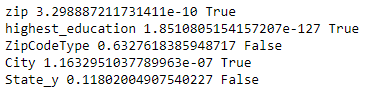 zip 3.298887211731411e-10 True
highest_education 1.8510805154157207e-127 True
ZipCodeType 0.6327618385948717 False
City 1.1632951037789963e-07 True
State_y 0.11802004907540227 False